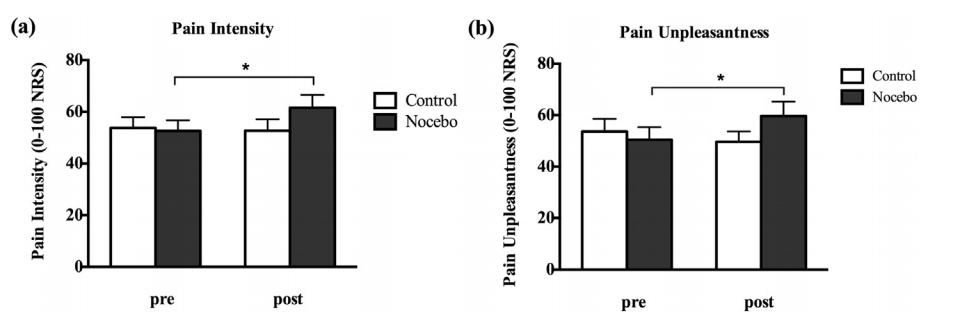 (a)
Pain Intensity
Pain Intensity (0-100 NRS)
80
60
40
20
0
*
pre
post
Control
Nocebo
(b)
Pain Unpleasantness
Pain Unpleasantness (0-100 NRS)
80
60
40
20
0
*
pre
post
Control
Nocebo